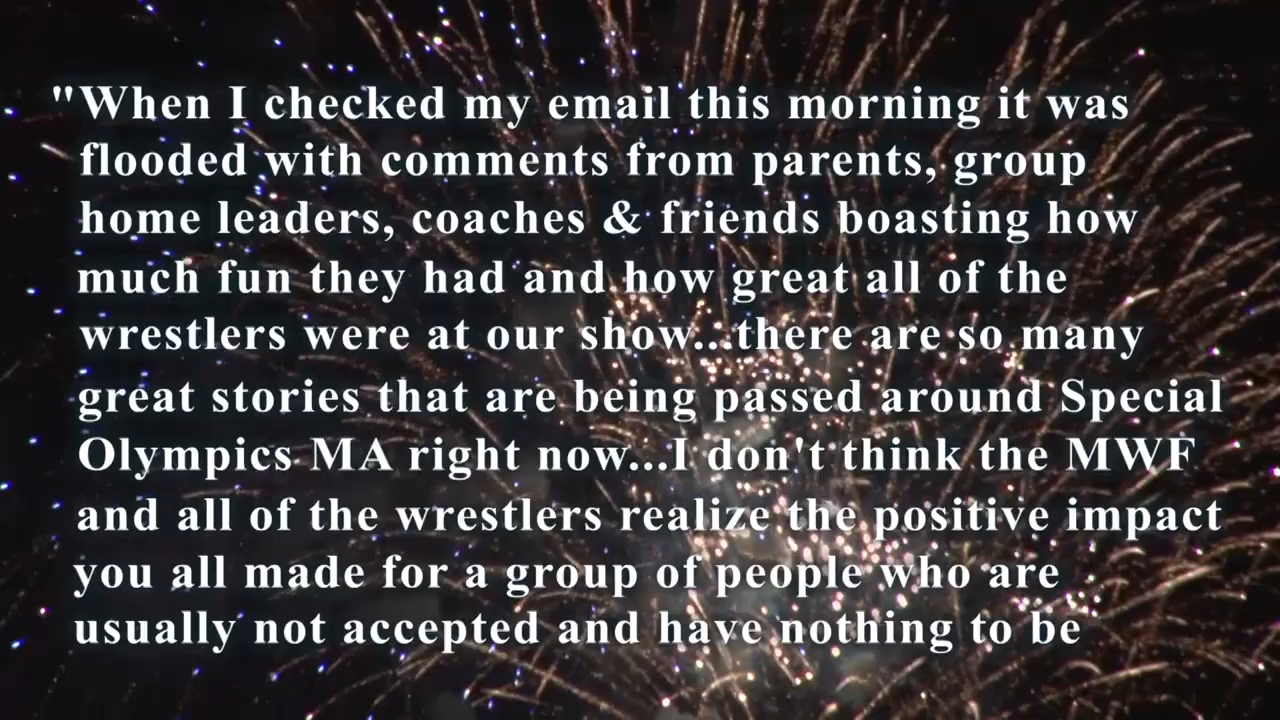 "When I checked my email this morning it was
flooded with comments from parents, group
home leaders, coaches & friends boasting how
much fun they had and how great all of the
wrestlers were at our show...there are so many
great stories that are being passed around Special
Olympics MA right now...I don't think the MWF
and all of the wrestlers realize the positive impact
you all made for a group of people who are
usually not accepted and have nothing to be